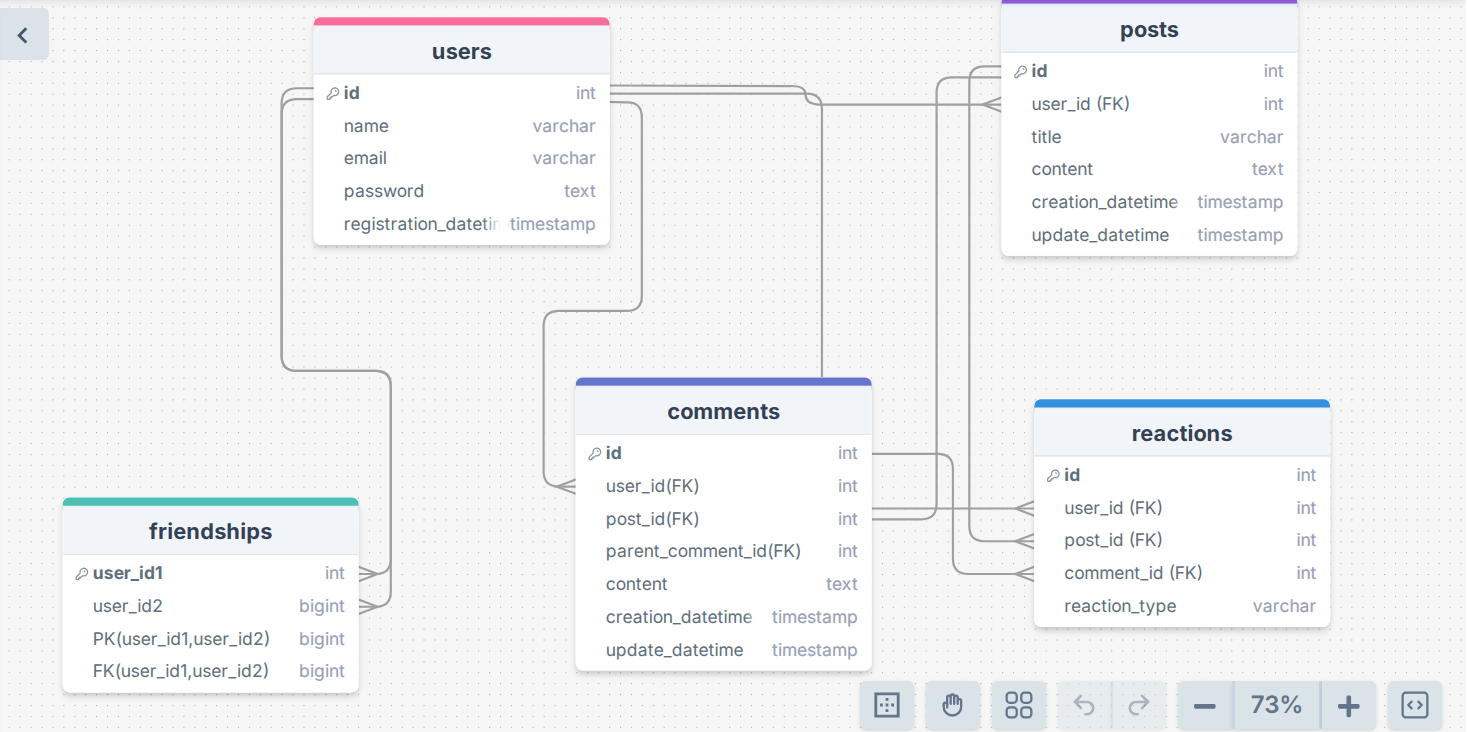 users
id int
name varchar
email varchar
password text
registration_datetin timestamp
posts
id int
user_id (FK) int
title varchar
content text
creation_datetime timestamp
update_datetime timestamp
comments
id int
user_id(FK) int
post_id(FK) int
parent_comment_id(FK) int
content text
creation_datetime timestamp
update_datetime timestamp
reactions
id int
user_id (FK) int
post_id (FK) int
comment_id (FK) int
reaction_type varchar
friendships
user_id1 int
user_id2 bigint
PK(user_id1,user_id2) bigint
FK(user_id1,user_id2) bigint
73%